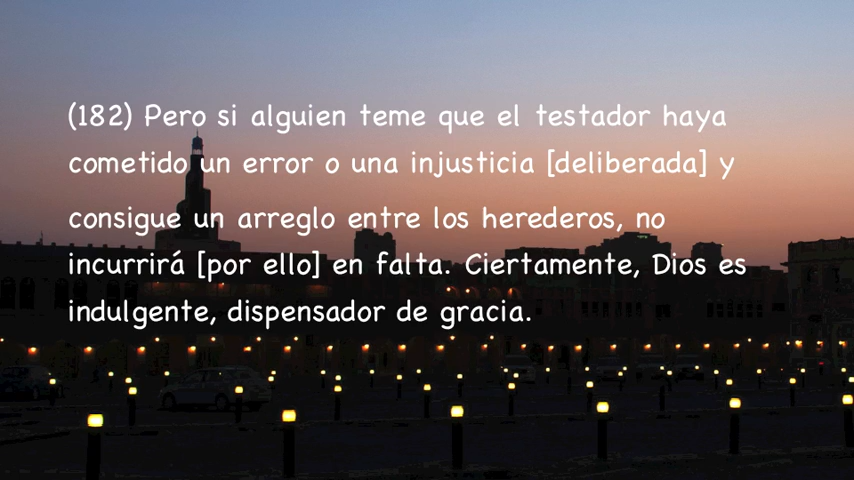 (182) Pero si alguien teme que el testador haya
cometido un error o una injusticia [deliberada] y
consigue un arreglo entre los herederos, no
incurrirá [por ello] en falta. Ciertamente, Dios es
indulgente, dispensador de gracia.